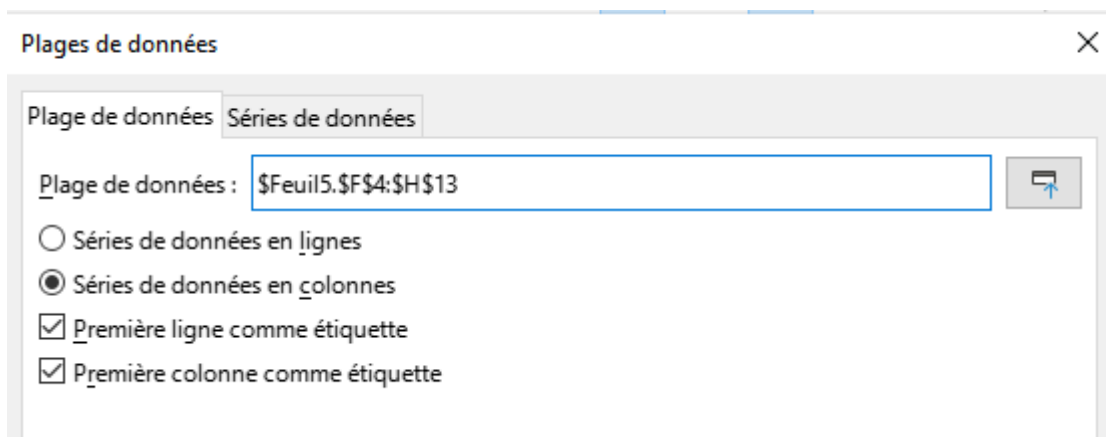 Plages de données
Plage de données Séries de données
Plage de données : $Feuil5.$F$4:$H$13
Séries de données en lignes
Séries de données en colonnes
Première ligne comme étiquette
Première colonne comme étiquette